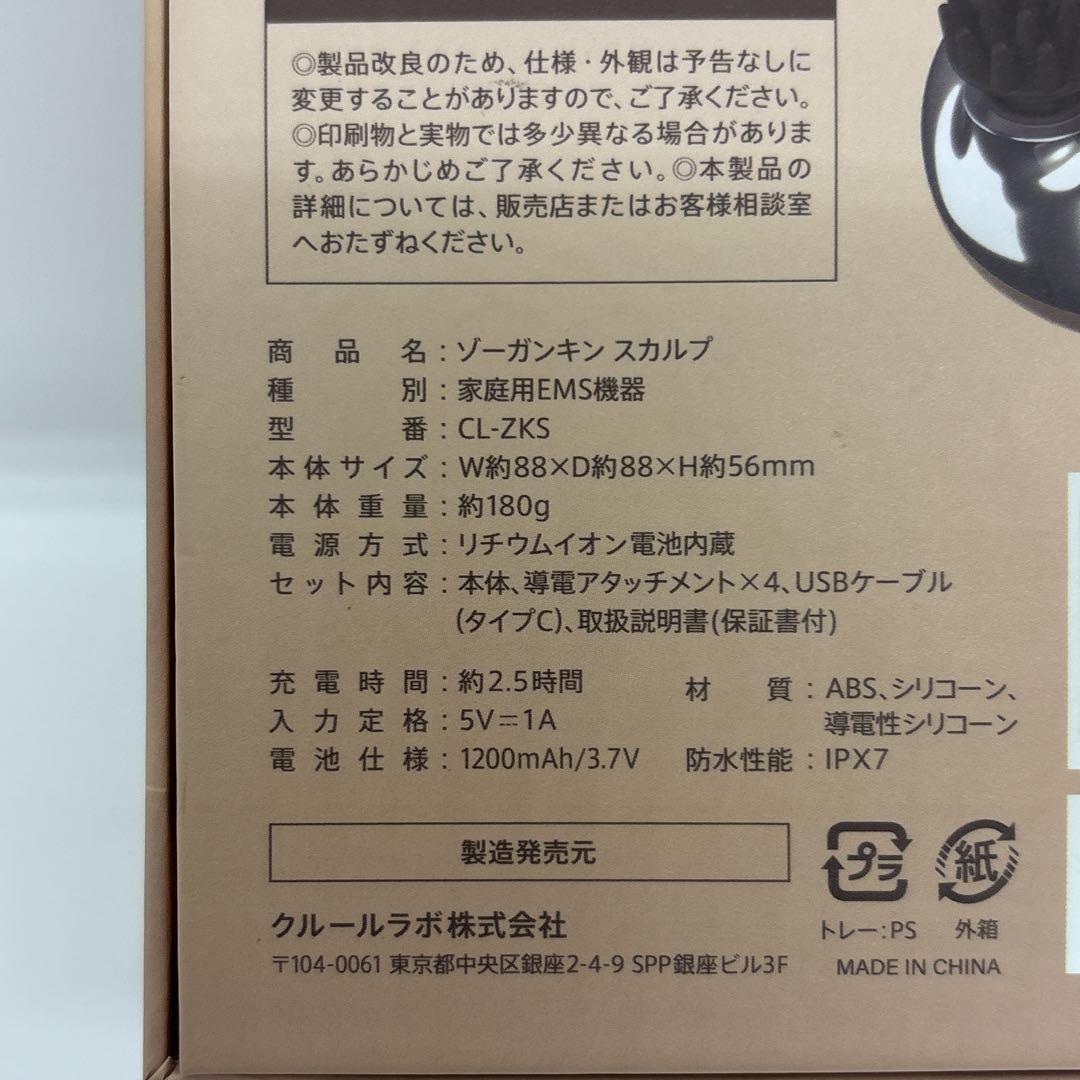 ◎製品改良のため、仕様・外観は予告なしに
変更することがありますので、ご了承ください。
◎印刷物と実物では多少異なる場合がありま
す。あらかじめご了承ください。◎本製品の
詳細については、販売店またはお客様相談室
へおたずねください。
商品名：ゾーガンキン スカルプ
種別：家庭用EMS機器
型番：CL-ZKS
本体サイズ：W約88×D約88×H約56mm
本体重量：約180g
電源方式：リチウムイオン電池内蔵
セット内容：本体、導電アタッチメント×4、USBケーブル
(タイプC)、取扱説明書(保証書付)
充電時間：約2.5時間
入力定格：5V⎓1A
電池仕様：1200mAh/3.7V
材質：ABS、シリコーン、
導電性シリコーン
防水性能：IPX7
製造発売元
クルールラボ株式会社
〒104-0061 東京都中央区銀座2-4-9 SPP銀座ビル3F
プラ
紙
トレー：PS
外箱
MADE IN CHINA